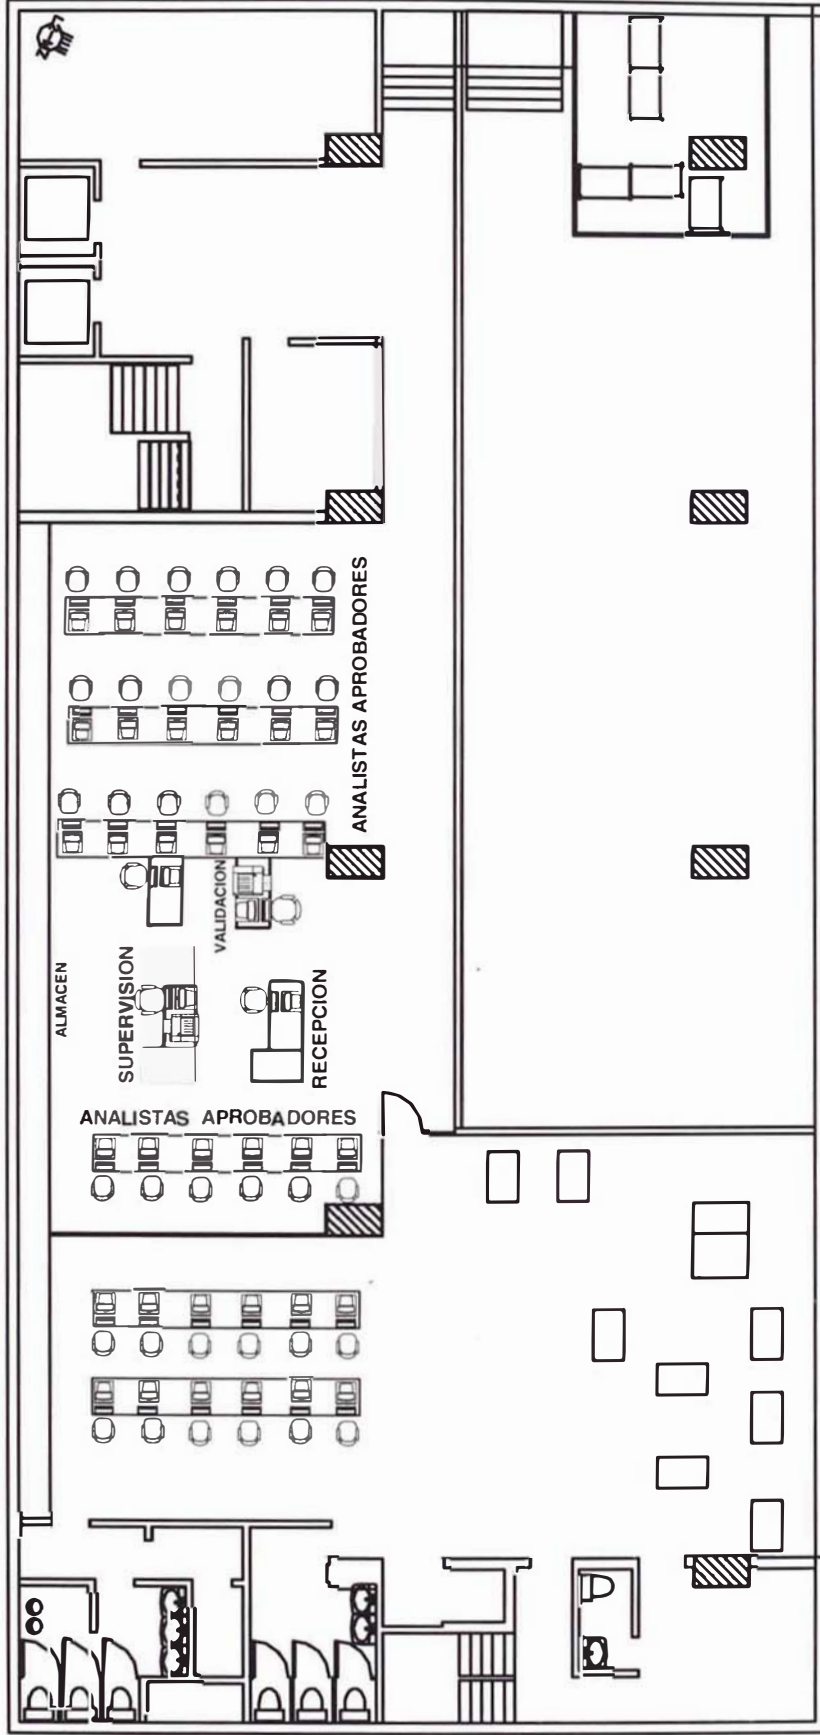 ANALISTAS APROBADORES
VALIDACION
ALMACEN
SUPERVISION
RECEPCION
ANALISTAS APROBADORES